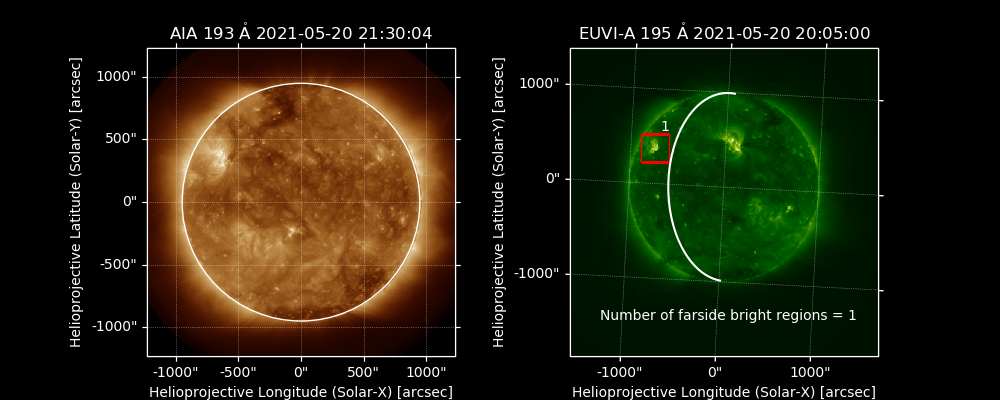 AIA 193 Å 2021-05-20 21:30:04
Helioprojective Latitude (Solar-Y) [arcsec]
1000"
500"
0"
-500"
-1000"
-1000"
-500"
0"
500"
1000"
Helioprojective Longitude (Solar-X) [arcsec]
EUVI-A 195 Å 2021-05-20 20:05:00
Helioprojective Latitude (Solar-Y) [arcsec]
1000"
0"
-1000"
1
Number of farside bright regions = 1
-1000"
0"
1000"
Helioprojective Longitude (Solar-X) [arcsec]